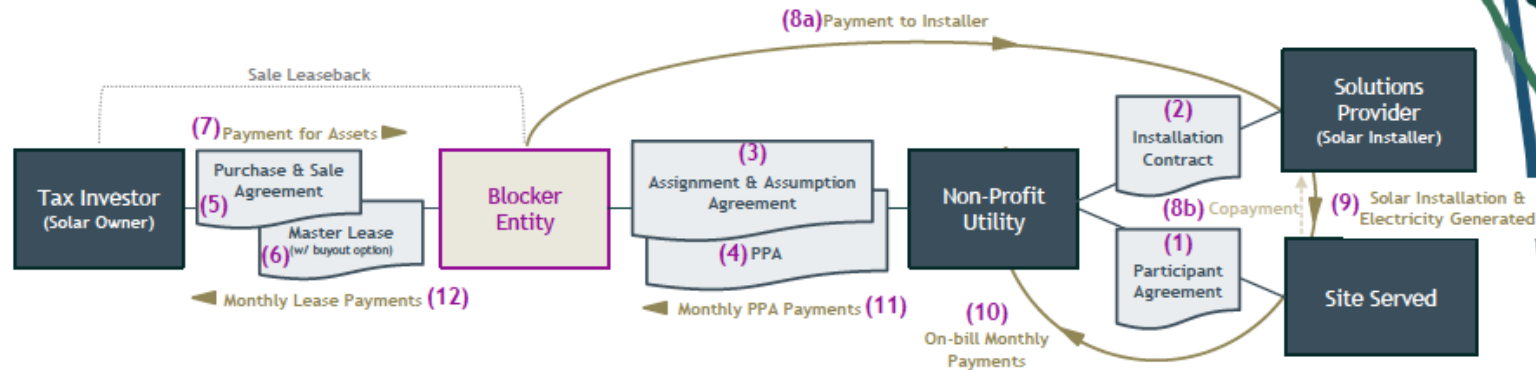 (8a) Payment to Installer
Sale Leaseback
(7) Payment for Assets
Tax Investor
(Solar Owner)
Purchase & Sale
Agreement
(5)
Master Lease
(w/ buyout option)
(6)
Monthly Lease Payments (12)
Blocker
Entity
(3)
Assignment & Assumption
Agreement
(4) PPA
Monthly PPA Payments (11)
Non-Profit
Utility
(2)
Installation
Contract
Solutions
Provider
(Solar Installer)
(8b) Copayment
(9) Solar Installation &
Electricity Generated
(1)
Participant
Agreement
Site Served
(10)
On-bill Monthly
Payments